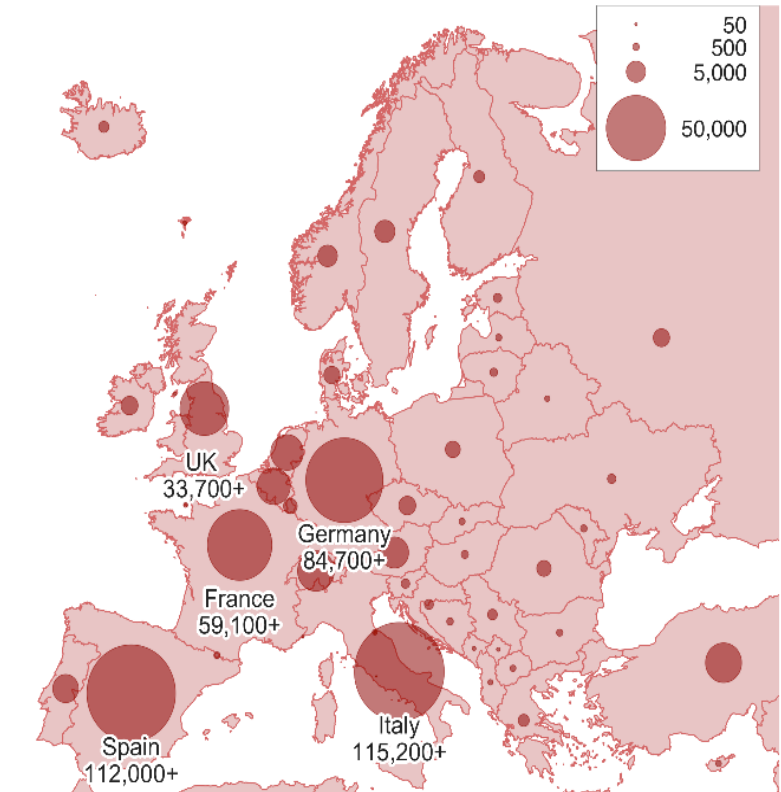 50
500
5,000
50,000
UK
33,700+
Germany
84,700+
France
59,100+
Spain
112,000+
Italy
115,200+